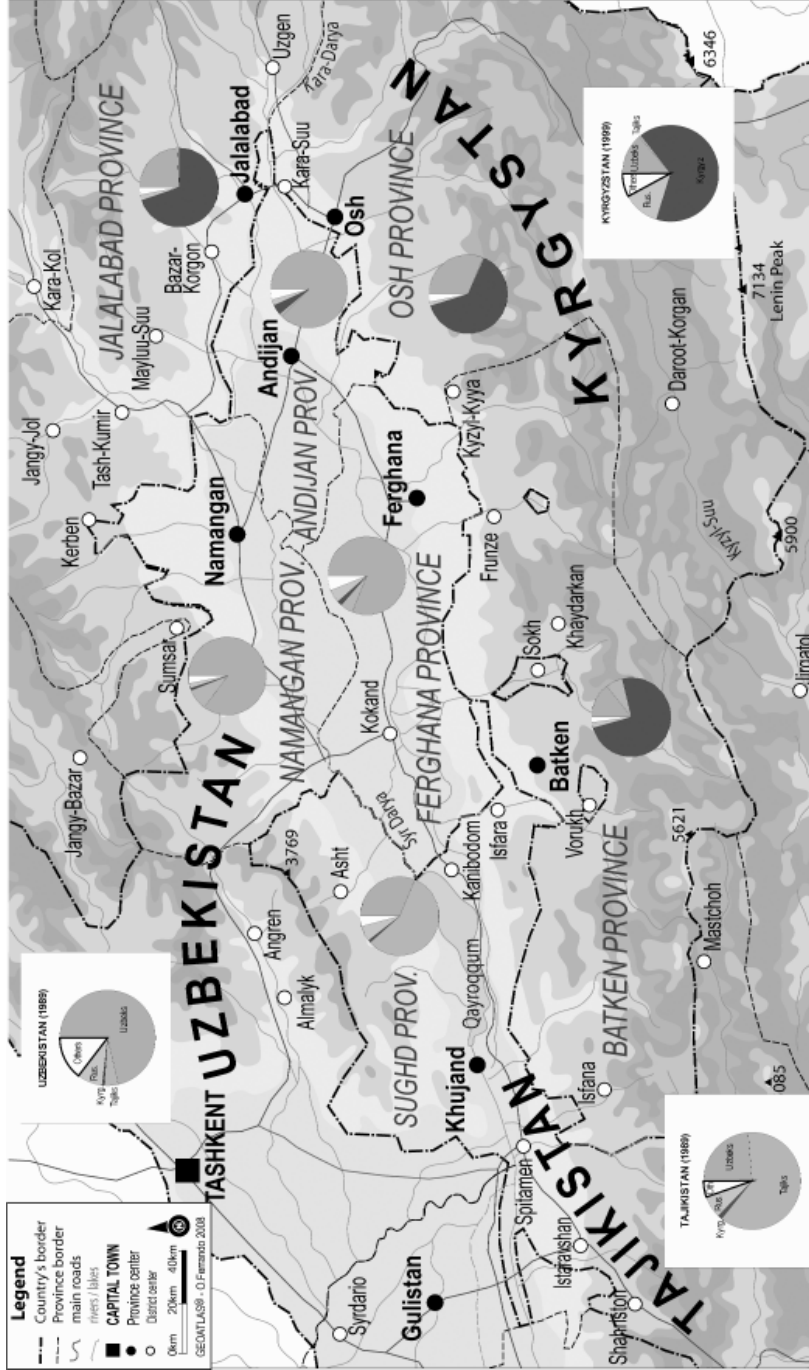 Legend
Country's border
Province border
main roads
rivers / lakes
CAPITAL TOWN
Province center
District center
0km 20km 40km
GEOATLAS® - O.Ferrando 2008
N
UZBEKISTAN (1989)
Others
Rus.
Kyrg.
Tajiks
Uzbeks
TAJIKISTAN (1989)
Kyrg.
Rus.
Oth.
Uzbeks
Tajiks
KYRGYZSTAN (1999)
Rus.
Others
Uzbeks
Tajiks
Kyrgyz
UZBEKISTAN
TAJIKISTAN
KYRGYSTAN
TASHKENT
Syrdario
Gulistan
Shahriston
Istaravshan
Spitamen
Isfana
Khujand
Qayroqqum
SUGHD PROV.
Almalyk
Angren
Asht
3769
Syr Darya
Kanibodom
Isfara
Vorukh
Batken
BATKEN PROVINCE
Mastchoh
5621
085
Jirgatol
Jangy-Bazar
Sumsar
Kerben
Jangy-Jol
Tash-Kumir
Mayluu-Suu
Kara-Kol
JALALABAD PROVINCE
Bazar-
Korgon
Jalalabad
Kara-Suu
Uzgen
Kara-Darya
Osh
OSH PROVINCE
Andijan
ANDIJAN PROV.
Namangan
NAMANGAN PROV.
Kokand
FERGHANA PROVINCE
Ferghana
Kyzyl-Kyya
Frunze
Sokh
Khaydarkan
Kyzyl-Suu
5900
Daroot-Korgan
7134
Lenin Peak
6346